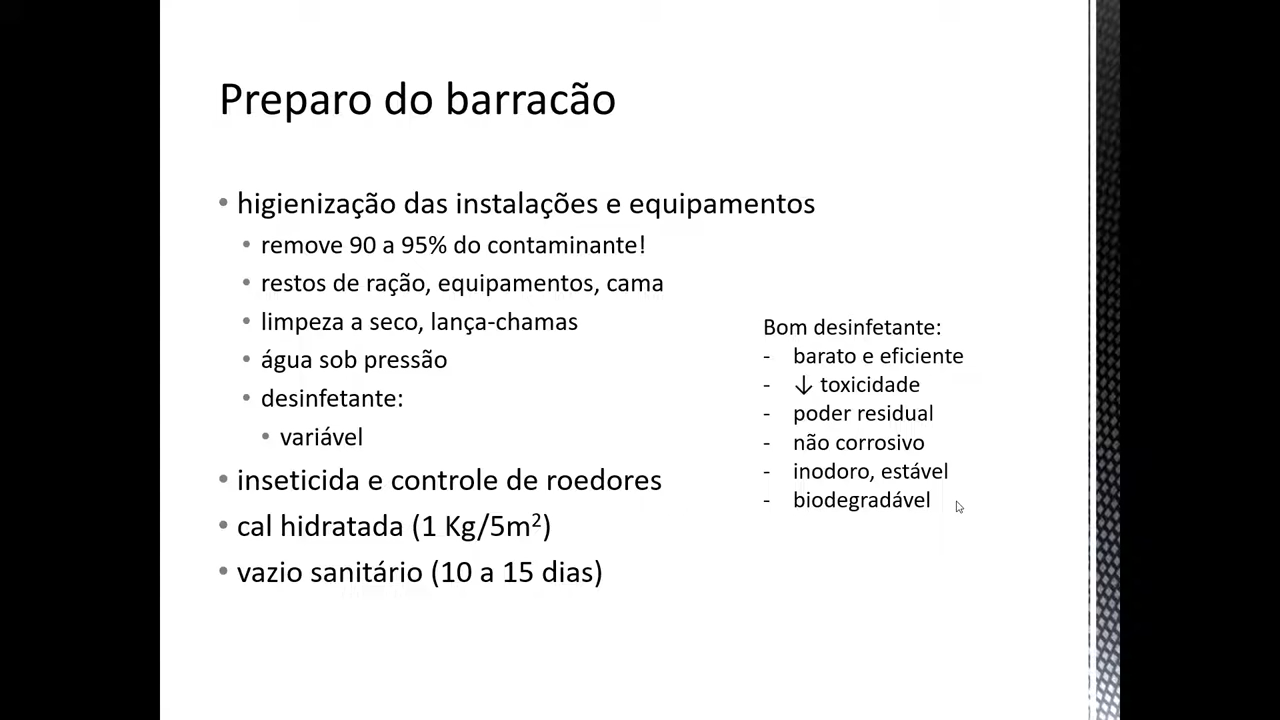 Preparo do barracão
• higienização das instalações e equipamentos
• remove 90 a 95% do contaminante!
• restos de ração, equipamentos, cama
• limpeza a seco, lança-chamas
• água sob pressão
• desinfetante:
• variável
• inseticida e controle de roedores
• cal hidratada (1 Kg/5m²)
• vazio sanitário (10 a 15 dias)
Bom desinfetante:
- barato e eficiente
- ↓ toxicidade
- poder residual
- não corrosivo
- inodoro, estável
- biodegradável